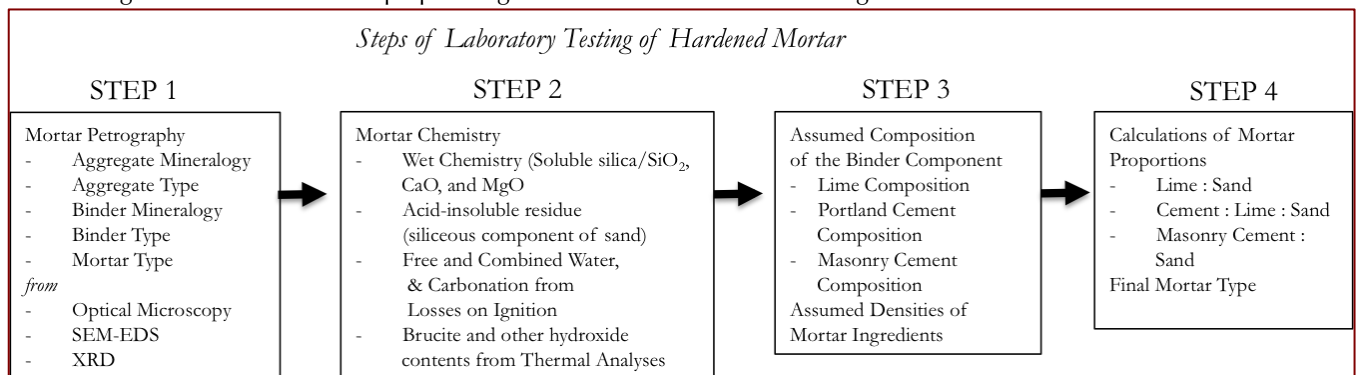 Steps of Laboratory Testing of Hardened Mortar
STEP 1
Mortar Petrography
- Aggregate Mineralogy
- Aggregate Type
- Binder Mineralogy
- Binder Type
- Mortar Type
from
- Optical Microscopy
- SEM-EDS
- XRD
STEP 2
Mortar Chemistry
- Wet Chemistry (Soluble silica/SiO₂,
CaO, and MgO
- Acid-insoluble residue
(siliceous component of sand)
- Free and Combined Water,
& Carbonation from
Losses on Ignition
- Brucite and other hydroxide
contents from Thermal Analyses
STEP 3
Assumed Composition
of the Binder Component
- Lime Composition
- Portland Cement
Composition
- Masonry Cement
Composition
Assumed Densities of
Mortar Ingredients
STEP 4
Calculations of Mortar
Proportions
- Lime : Sand
- Cement : Lime : Sand
- Masonry Cement :
Sand
Final Mortar Type